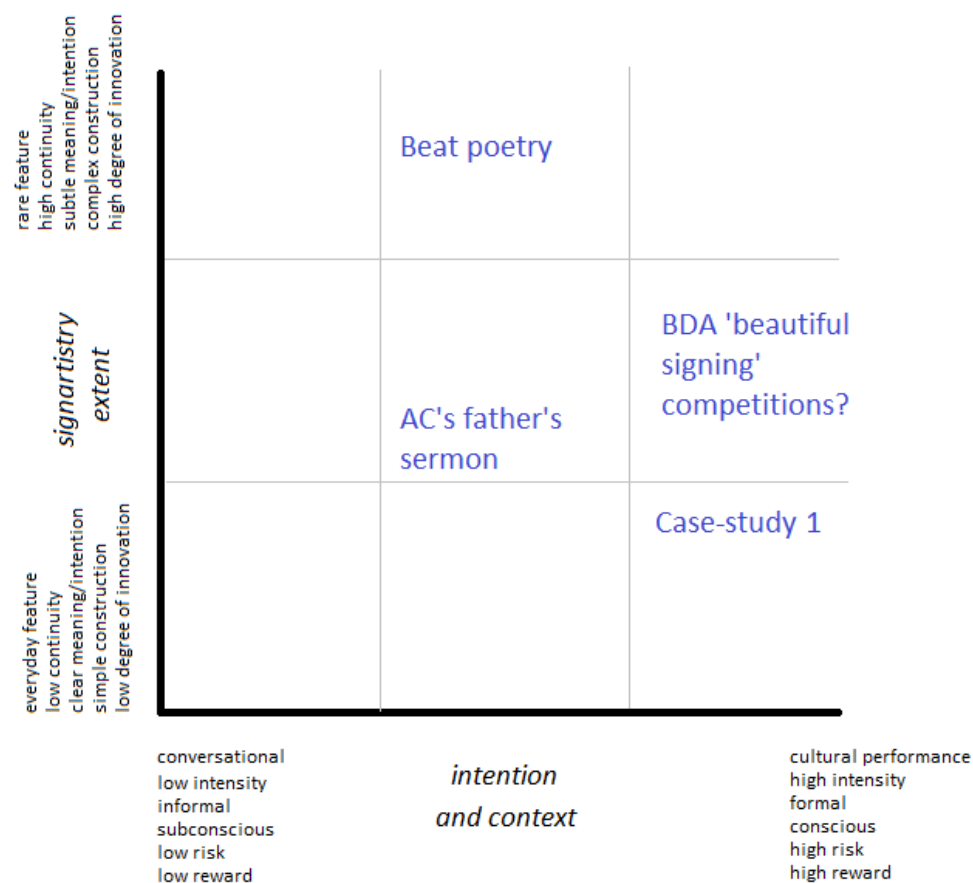 rare feature
high continuity
subtle meaning/intention
complex construction
high degree of innovation
Beat poetry
signartistry
extent
BDA 'beautiful
signing'
competitions?
AC's father's
sermon
Case-study 1
everyday feature
low continuity
clear meaning/intention
simple construction
low degree of innovation
conversational
low intensity
informal
subconscious
low risk
low reward
intention
and context
cultural performance
high intensity
formal
conscious
high risk
high reward